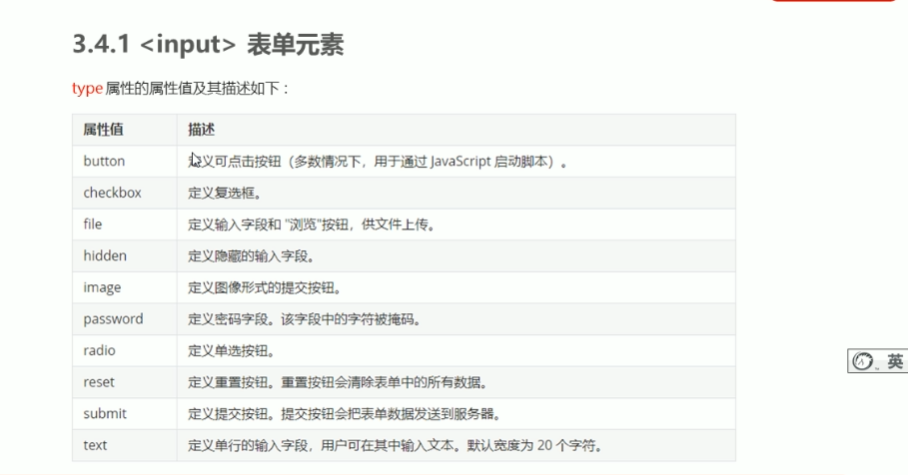 3.4.1 <input> 表单元素
type 属性的属性值及其描述如下：
属性值 描述
button 定义可点击按钮（多数情况下，用于通过 JavaScript 启动脚本）。
checkbox 定义复选框。
file 定义输入字段和 "浏览"按钮，供文件上传。
hidden 定义隐藏的输入字段。
image 定义图像形式的提交按钮。
password 定义密码字段。该字段中的字符被掩码。
radio 定义单选按钮。
reset 定义重置按钮。重置按钮会清除表单中的所有数据。
submit 定义提交按钮。提交按钮会把表单数据发送到服务器。
text 定义单行的输入字段，用户可在其中输入文本。默认宽度为 20 个字符。
英